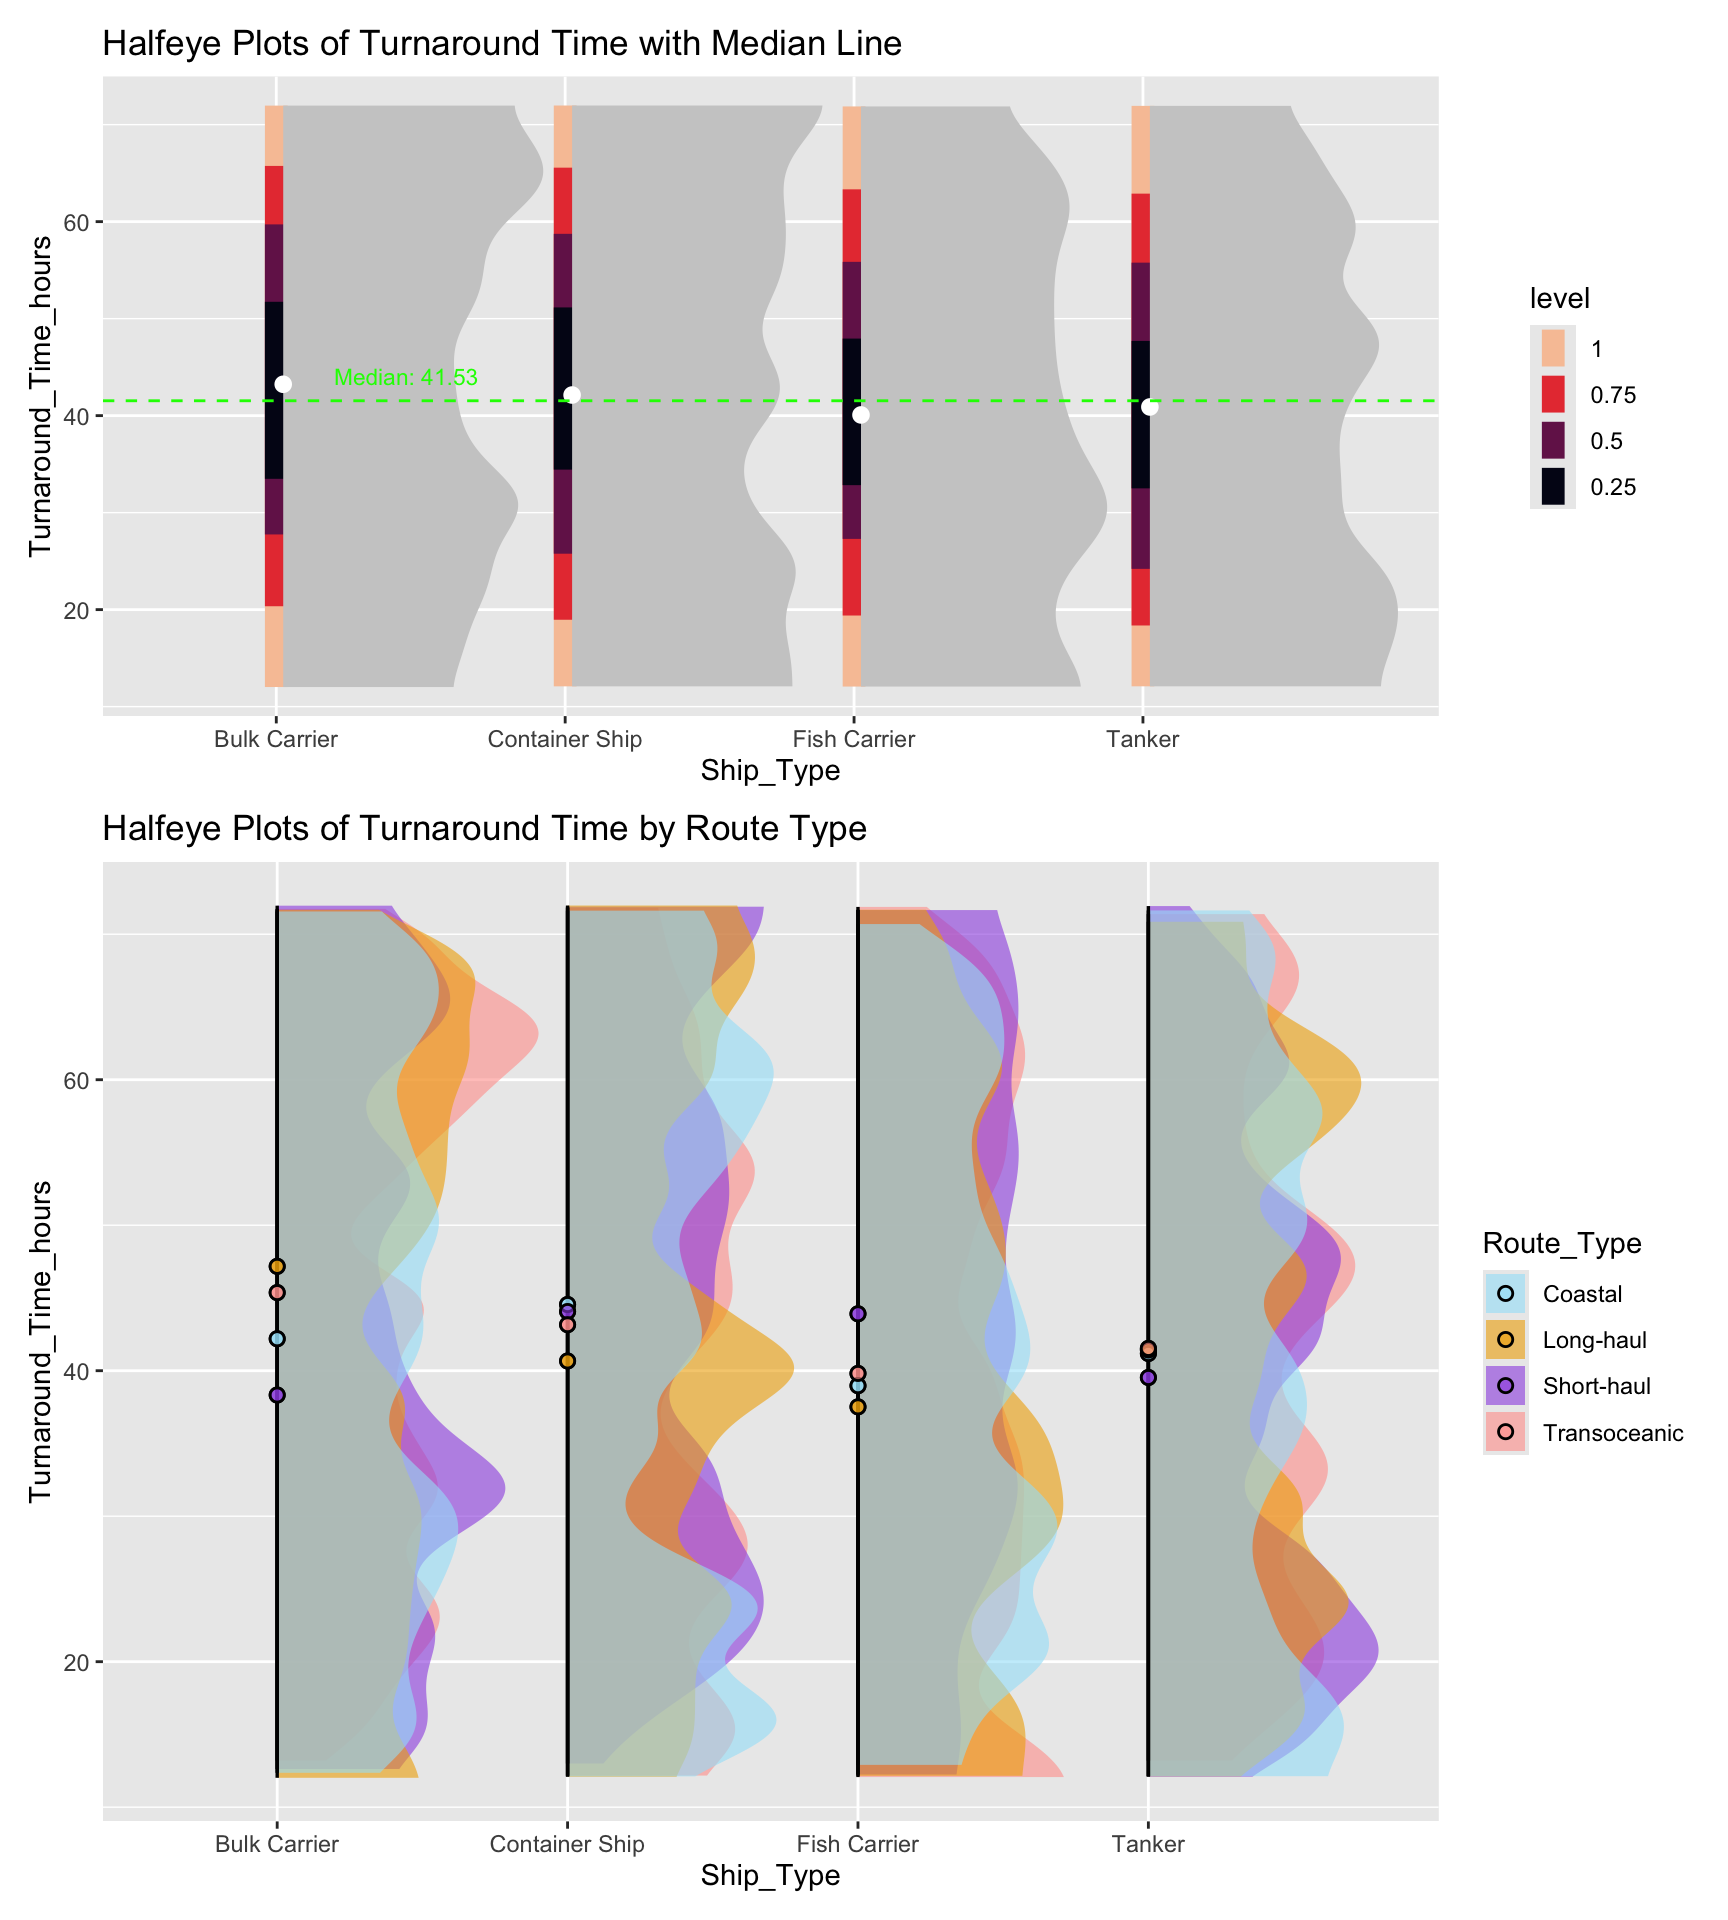 Halfeye Plots of Turnaround Time with Median Line
Turnaround_Time_hours
60
40
20
Median: 41.53
Bulk Carrier
Container Ship
Fish Carrier
Tanker
Ship_Type
level
1
0.75
0.5
0.25
Halfeye Plots of Turnaround Time by Route Type
Turnaround_Time_hours
60
40
20
Bulk Carrier
Container Ship
Fish Carrier
Tanker
Ship_Type
Route_Type
Coastal
Long-haul
Short-haul
Transoceanic